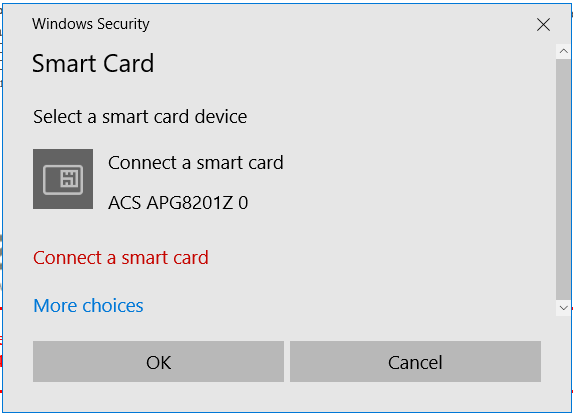 Windows Security
Smart Card
Select a smart card device
Connect a smart card
ACS APG8201Z 0
Connect a smart card
More choices
OK
Cancel